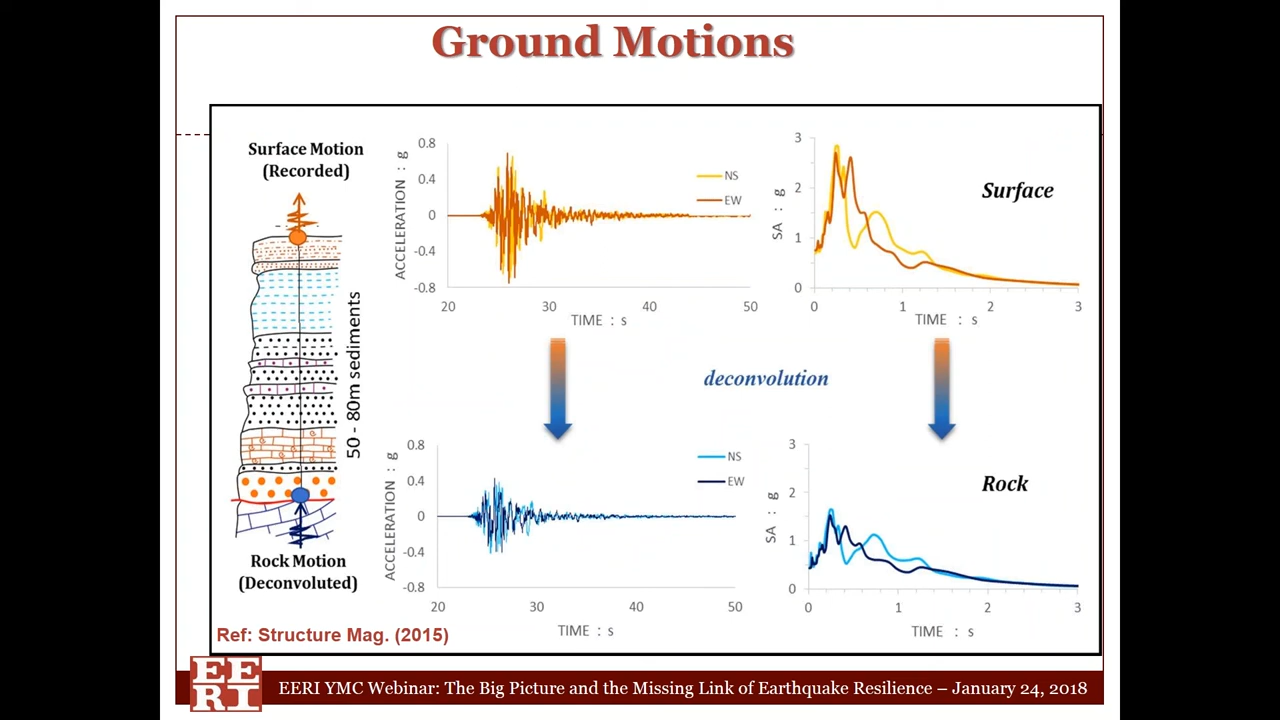 Ground Motions
Surface Motion
(Recorded)
50 - 80m sediments
Rock Motion
(Deconvoluted)
ACCELERATION : g
0.8
0.4
0
-0.4
-0.8
20
30
40
50
TIME : s
NS
EW
SA : g
3
2
1
0
0
1
2
3
TIME : s
Surface
deconvolution
ACCELERATION : g
0.8
0.4
0
-0.4
-0.8
20
30
40
50
TIME : s
NS
EW
SA : g
3
2
1
0
0
1
2
3
TIME : s
Rock
Ref: Structure Mag. (2015)
EE
RI
EERI YMC Webinar: The Big Picture and the Missing Link of Earthquake Resilience – January 24, 2018